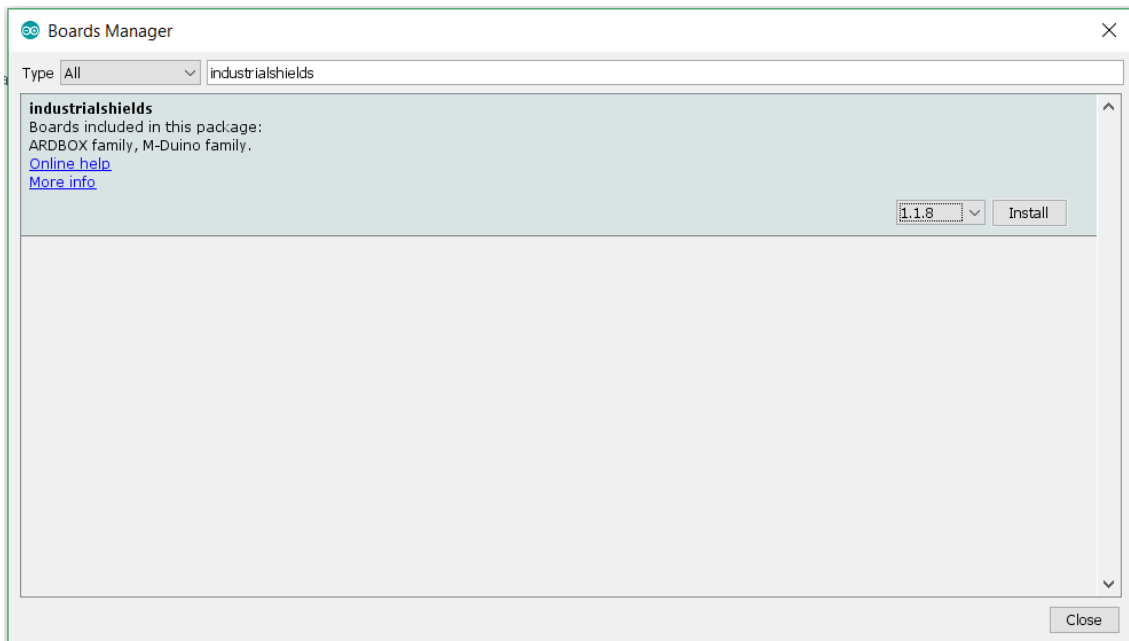 Boards Manager
Type All industrialshields
industrialshields
Boards included in this package:
ARDBOX family, M-Duino family.
Online help
More info
1.1.8 Install
Close